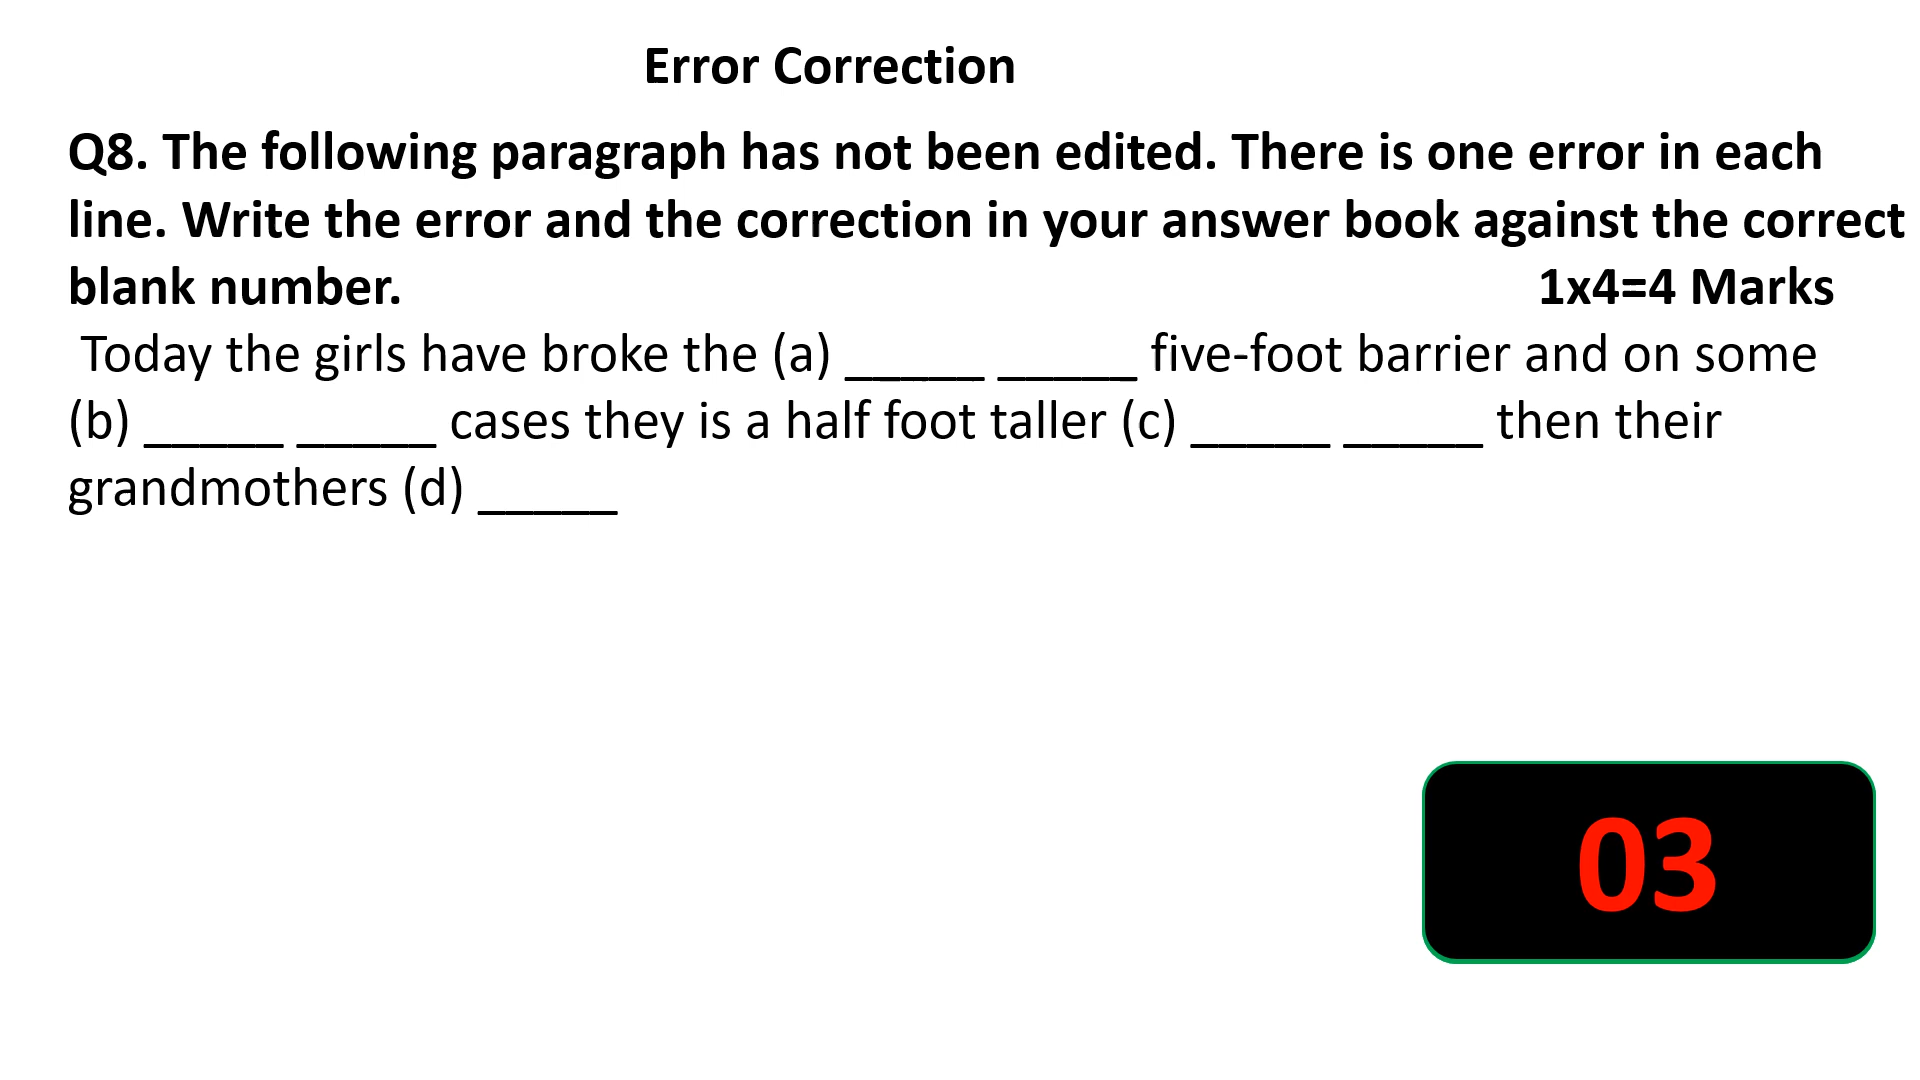 Error Correction
Q8. The following paragraph has not been edited. There is one error in each
line. Write the error and the correction in your answer book against the correct
blank number. 1x4=4 Marks
Today the girls have broke the (a) _____ _____ five-foot barrier and on some
(b) _____ _____ cases they is a half foot taller (c) _____ _____ then their
grandmothers (d) _____
03